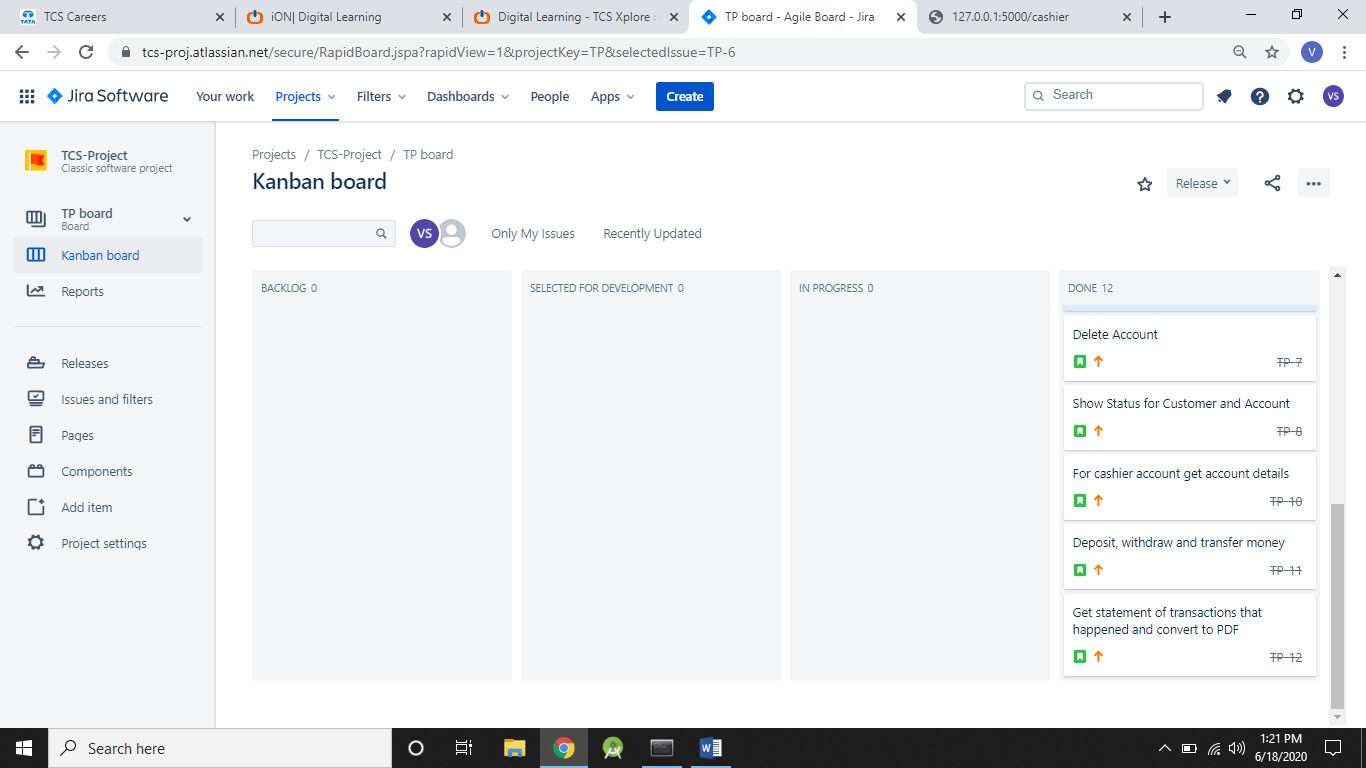 TCS Careers
iON| Digital Learning
Digital Learning - TCS Xplore
TP board - Agile Board - Jira
127.0.0.1:5000/cashier
tcs-proj.atlassian.net/secure/RapidBoard.jspa?rapidView=1&projectKey=TP&selectedIssue=TP-6
V
Jira Software
Your work
Projects
Filters
Dashboards
People
Apps
Create
Search
VS
TCS-Project
Classic software project
TP board
Board
Kanban board
Reports
Releases
Issues and filters
Pages
Components
Add item
Project settings
Projects / TCS-Project / TP board
Kanban board
Release
VS
Only My Issues
Recently Updated
BACKLOG 0
SELECTED FOR DEVELOPMENT 0
IN PROGRESS 0
DONE 12
Delete Account
TP-7
Show Status for Customer and Account
TP-8
For cashier account get account details
TP-10
Deposit, withdraw and transfer money
TP-11
Get statement of transactions that
happened and convert to PDF
TP-12
Search here
1:21 PM
6/18/2020